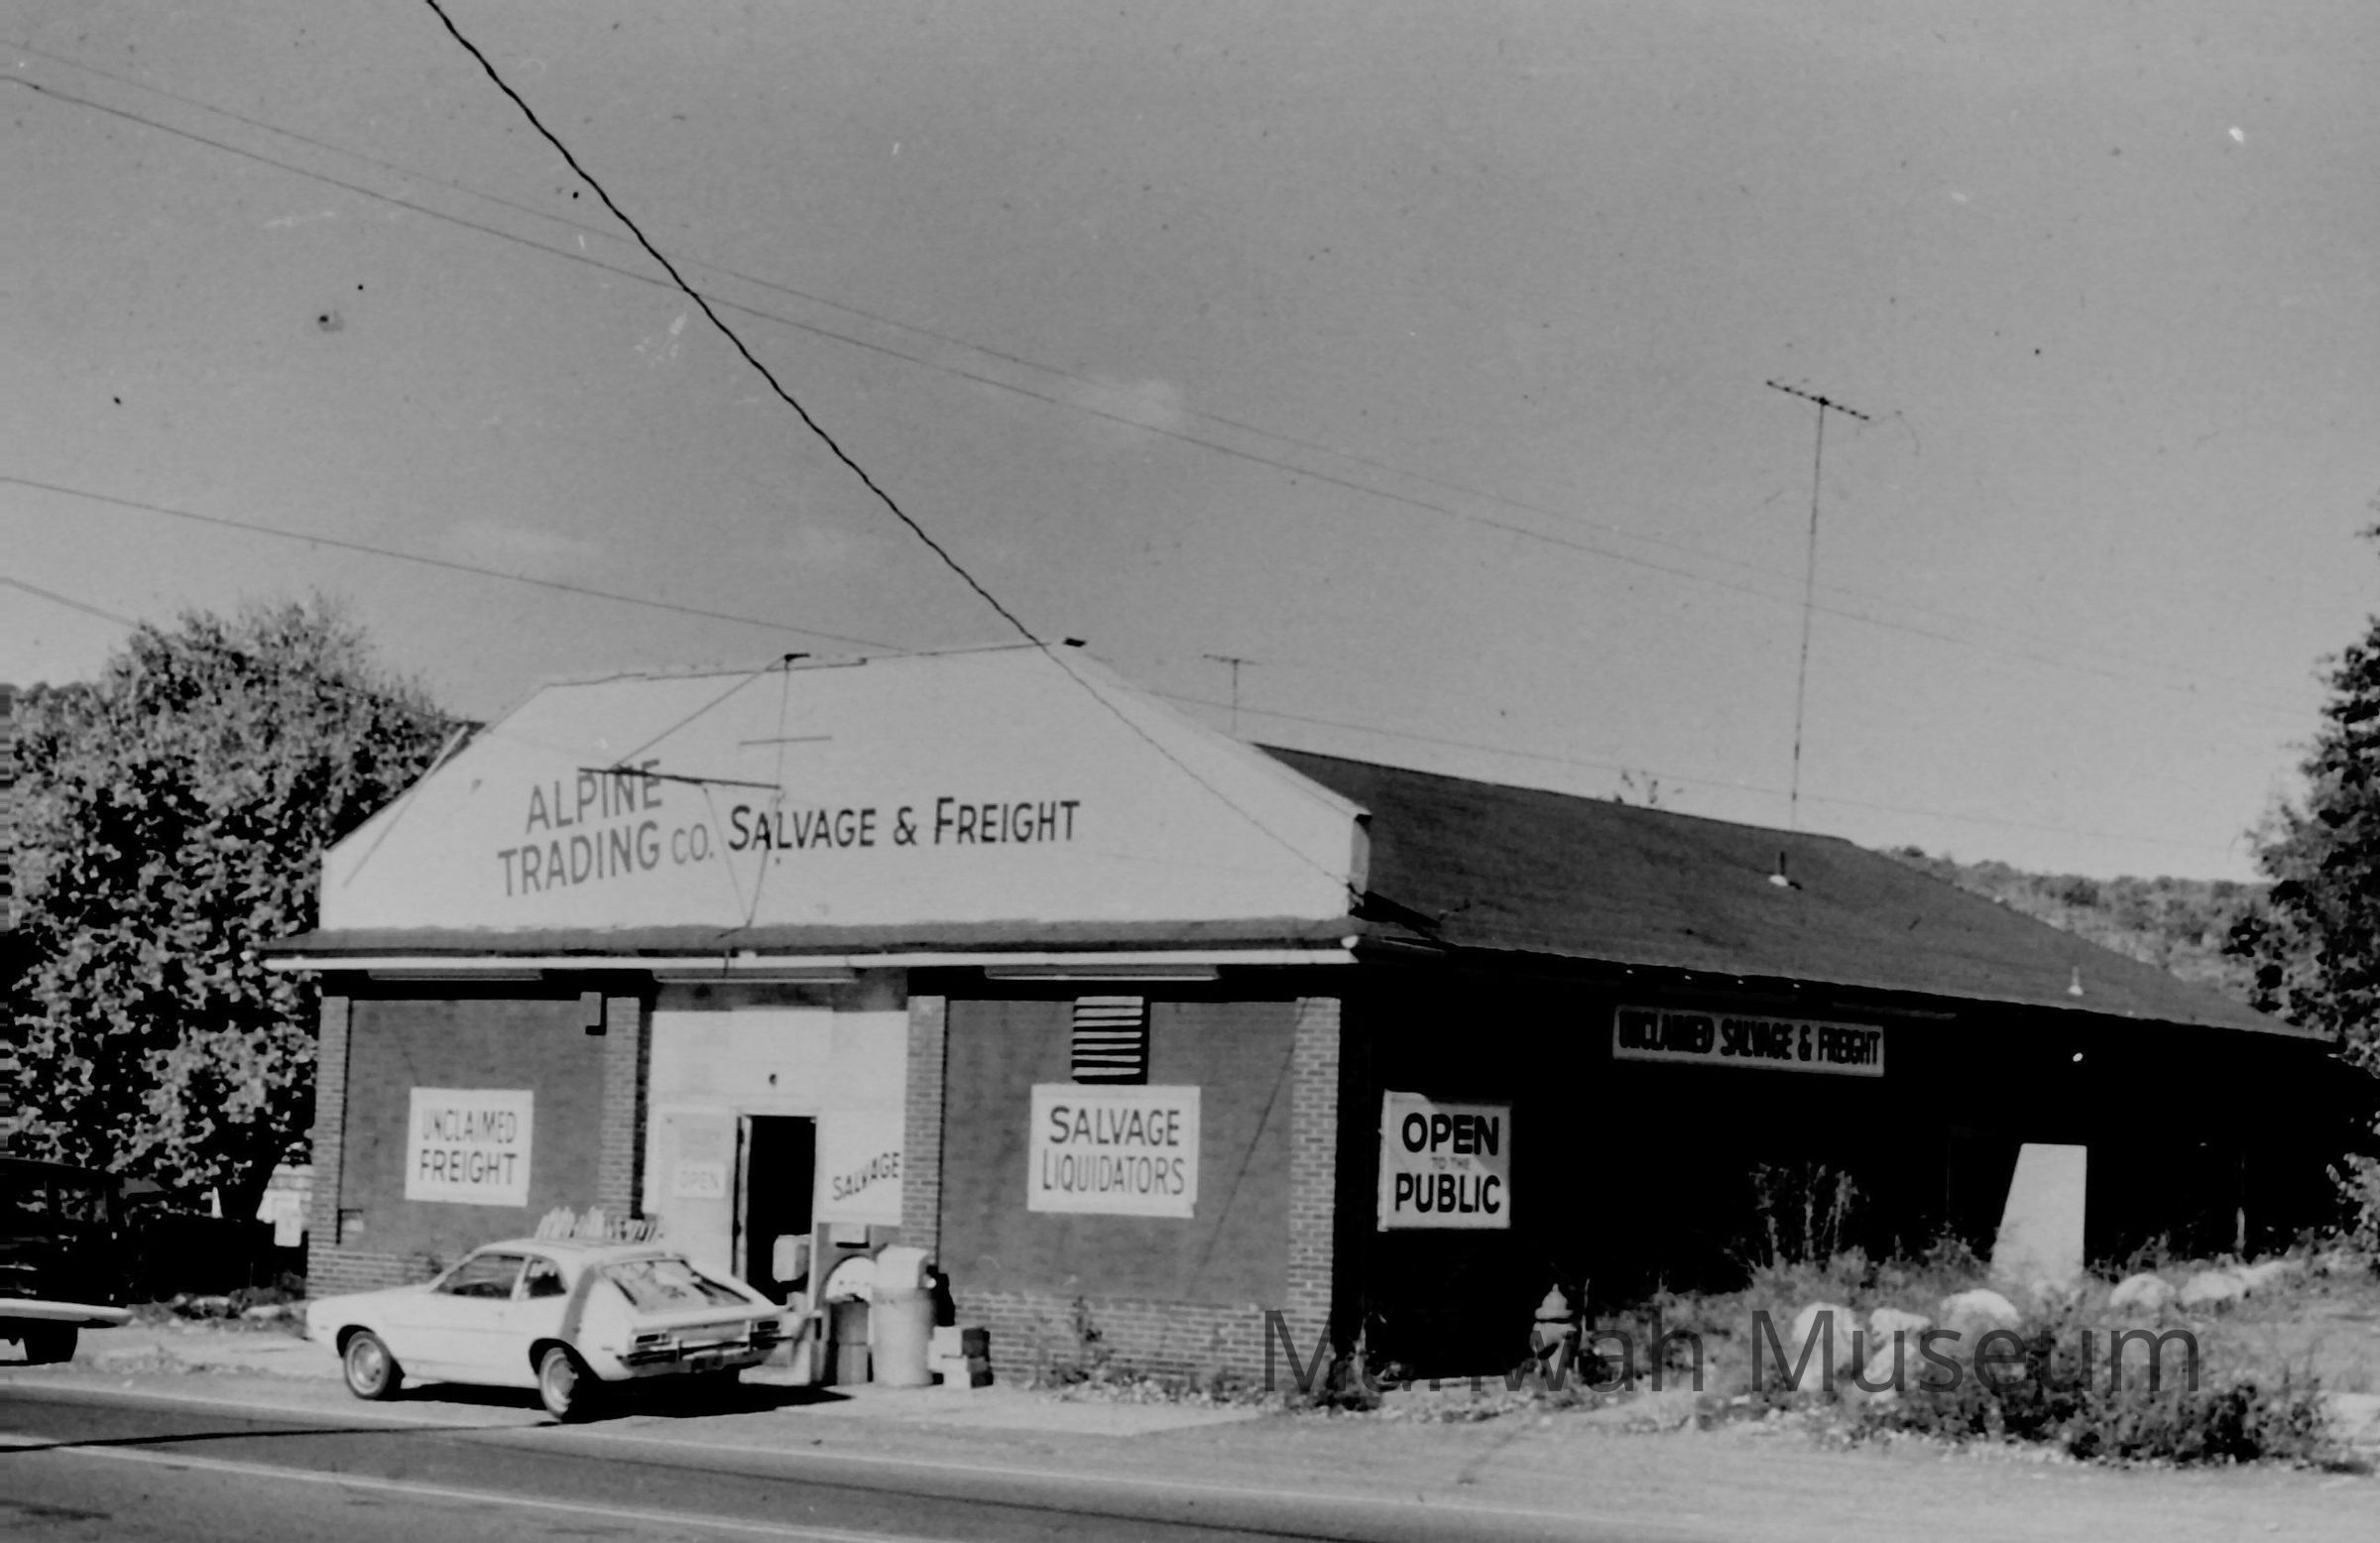 ALPINE
TRADING CO. SALVAGE & FREIGHT
UNCLAIMED SALVAGE & FREIGHT
UNCLAIMED
FREIGHT
OPEN
SALVAGE
SALVAGE
LIQUIDATORS
OPEN
TO THE
PUBLIC
Mahwah Museum